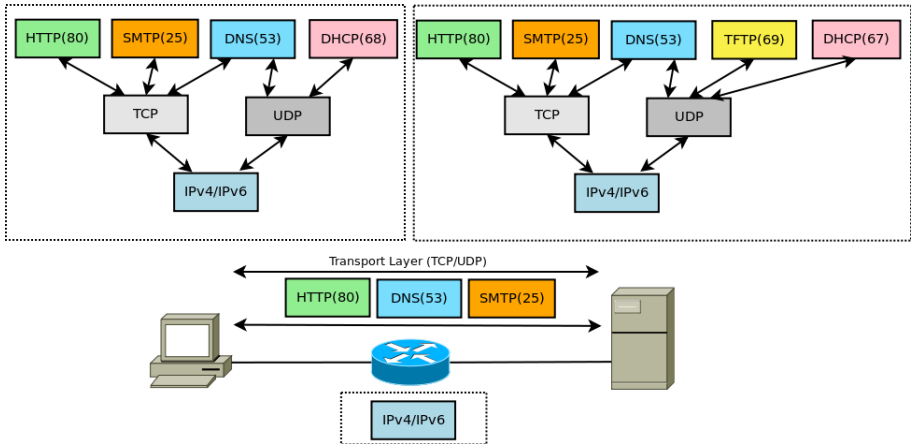 HTTP(80) SMTP(25) DNS(53) DHCP(68)
TCP UDP
IPv4/IPv6
HTTP(80) SMTP(25) DNS(53) TFTP(69) DHCP(67)
TCP UDP
IPv4/IPv6
Transport Layer (TCP/UDP)
HTTP(80) DNS(53) SMTP(25)
IPv4/IPv6